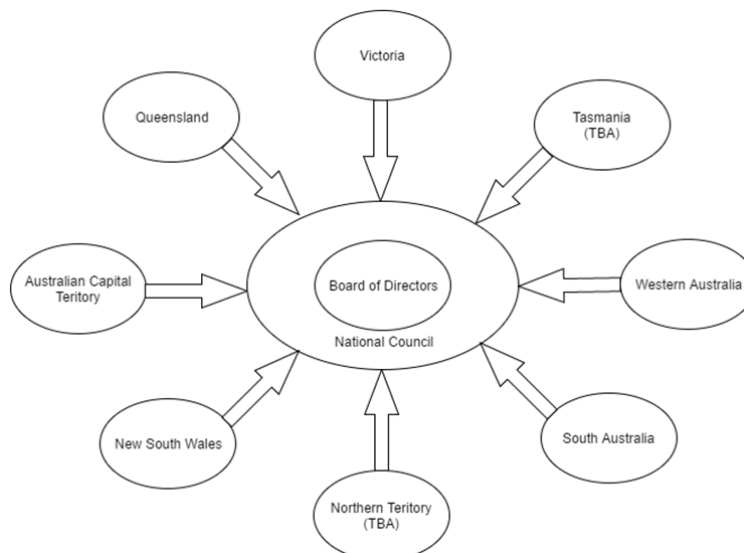 Victoria
Queensland
Tasmania
(TBA)
Australian Capital
Teritory
Board of Directors
Western Australia
National Council
New South Wales
South Australia
Northern Teritory
(TBA)